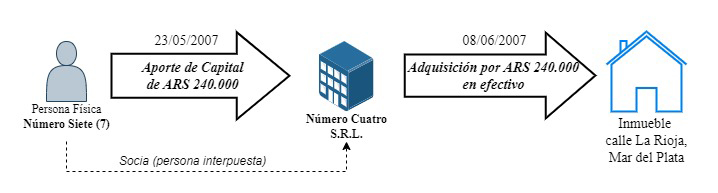 23/05/2007
08/06/2007
Aporte de Capital
de ARS 240.000
Adquisición por ARS 240.000
en efectivo
Persona Física
Número Siete (7)
Número Cuatro
S.R.L.
Inmueble
calle La Rioja,
Mar del Plata
Socia (persona interpuesta)